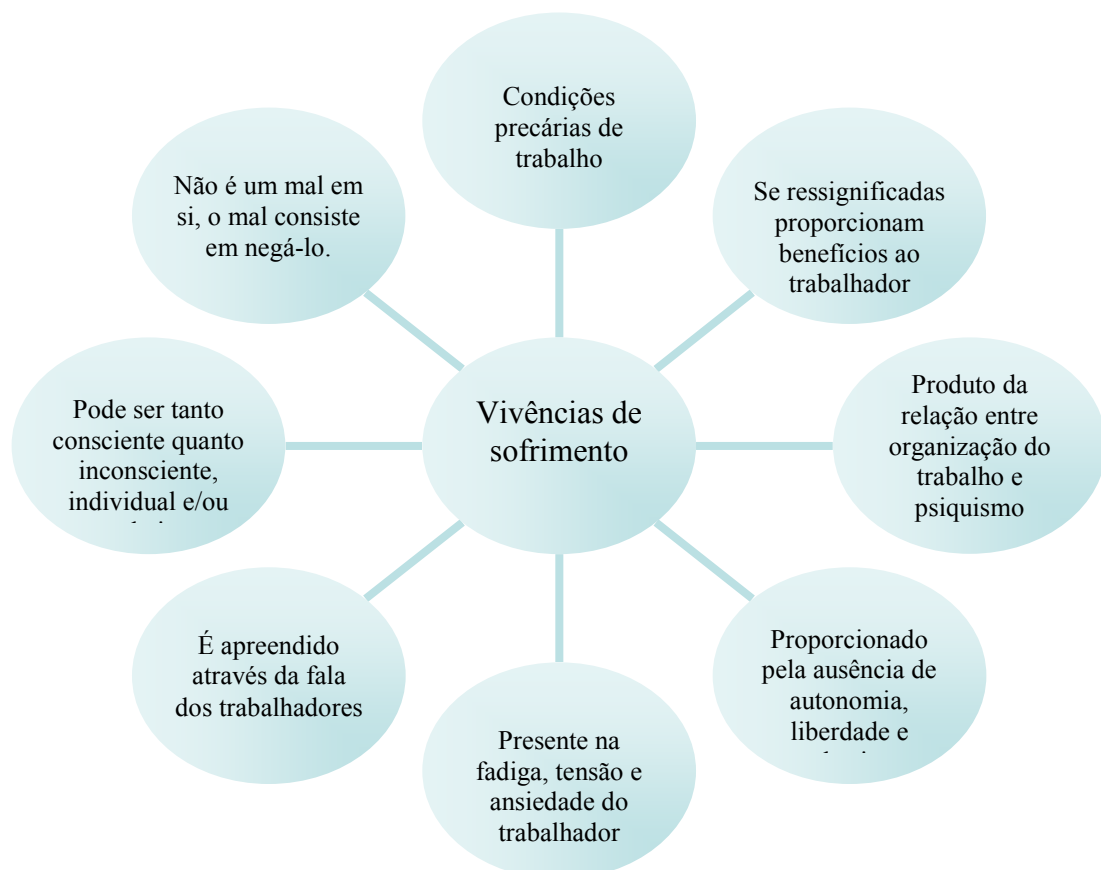 Condições
precárias de
trabalho
Se ressignificadas
proporcionam
benefícios ao
trabalhador
Produto da
relação entre
organização do
trabalho e
psiquismo
Proporcionado
pela ausência de
autonomia,
liberdade e
Presente na
fadiga, tensão e
ansiedade do
trabalhador
É apreendido
através da fala
dos trabalhadores
Pode ser tanto
consciente quanto
inconsciente,
individual e/ou
Não é um mal em
si, o mal consiste
em negá-lo.
Vivências de
sofrimento